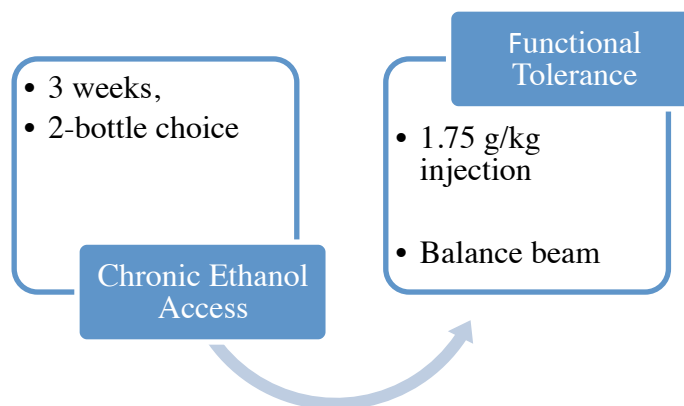 • 3 weeks,
• 2-bottle choice
Chronic Ethanol
Access
Functional
Tolerance
• 1.75 g/kg
injection
• Balance beam